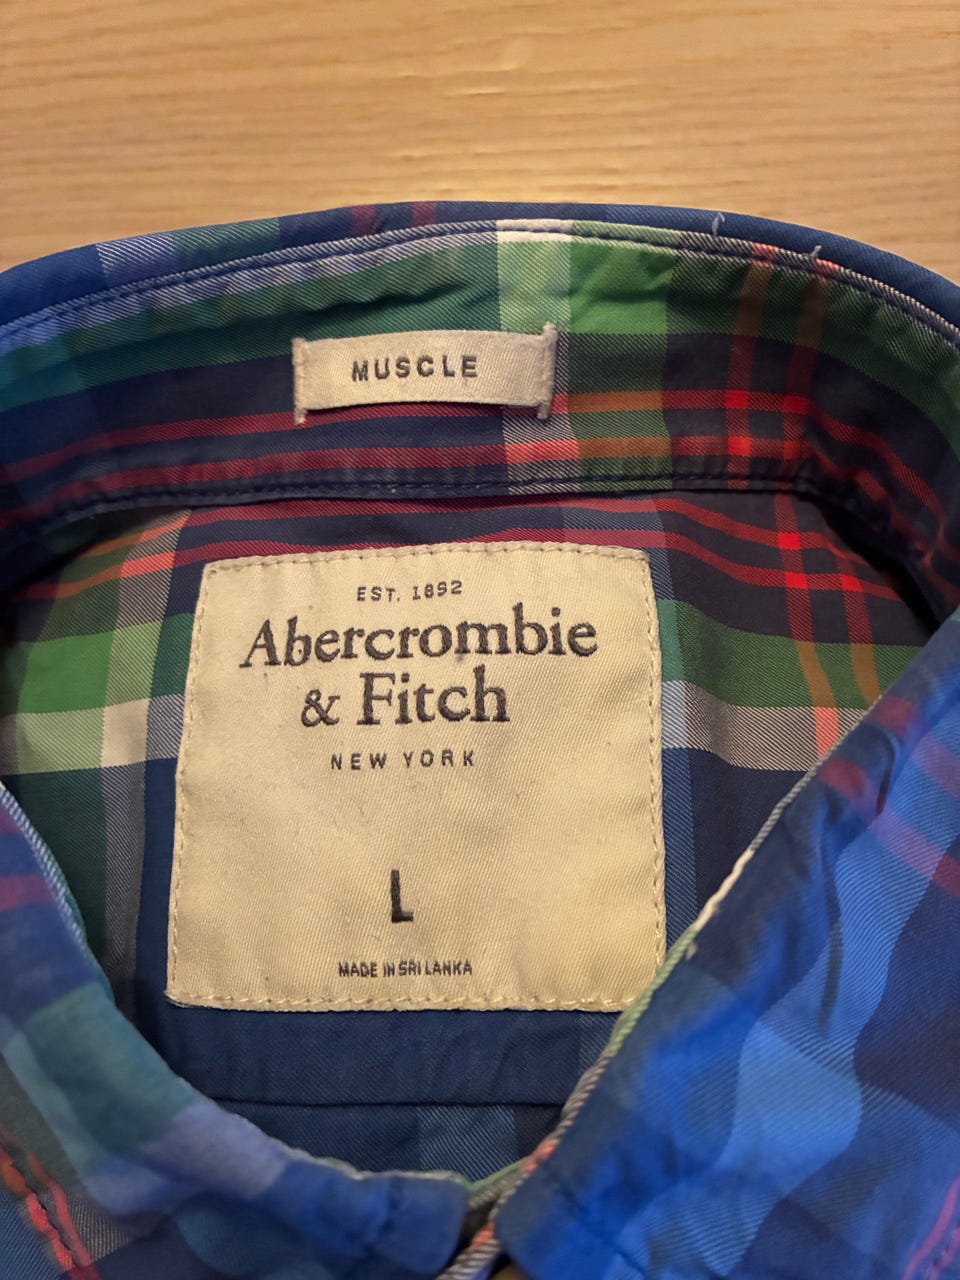 MUSCLE
EST. 1892
Abercrombie
& Fitch
NEW YORK
L
MADE IN SRI LANKA